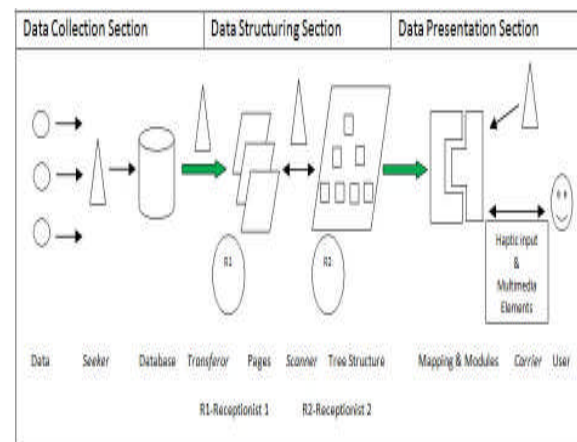 Data Collection Section Data Structuring Section Data Presentation Section
R1
R2
Haptic input
&
Multimedia
Elements
Data Seeker Database Transferor Pages Scanner Tree Structure Mapping & Modules Carrier User
R1-Receptionist 1 R2-Receptionist 2